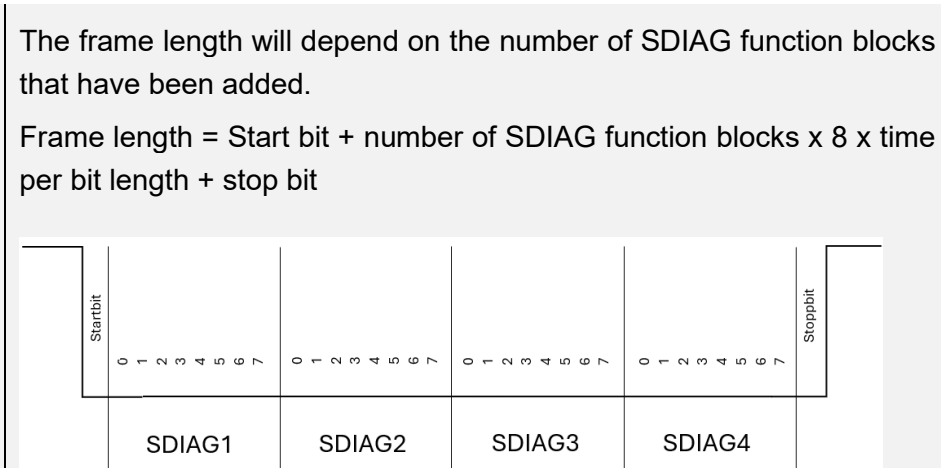 The frame length will depend on the number of SDIAG function blocks
that have been added.
Frame length = Start bit + number of SDIAG function blocks x 8 x time
per bit length + stop bit
Startbit
0 1 2 3 4 5 6 7 0 1 2 3 4 5 6 7 0 1 2 3 4 5 6 7 0 1 2 3 4 5 6 7
Stoppbit
SDIAG1 SDIAG2 SDIAG3 SDIAG4